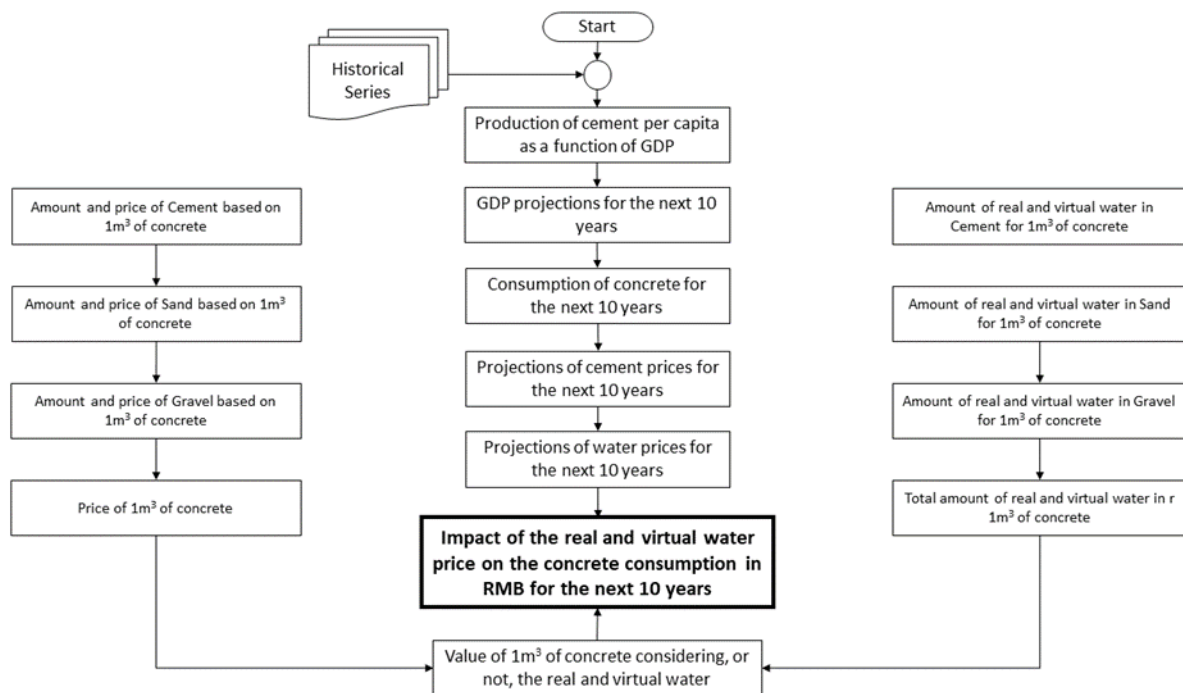 Start
Historical
Series
Production of cement per capita
as a function of GDP
GDP projections for the next 10
years
Consumption of concrete for
the next 10 years
Projections of cement prices for
the next 10 years
Projections of water prices for
the next 10 years
Impact of the real and virtual water
price on the concrete consumption in
RMB for the next 10 years
Amount and price of Cement based on
1m³ of concrete
Amount and price of Sand based on 1m³
of concrete
Amount and price of Gravel based on
1m³ of concrete
Price of 1m³ of concrete
Amount of real and virtual water in
Cement for 1m³ of concrete
Amount of real and virtual water in Sand
for 1m³ of concrete
Amount of real and virtual water in Gravel
for 1m³ of concrete
Total amount of real and virtual water in r
1m³ of concrete
Value of 1m³ of concrete considering, or
not, the real and virtual water